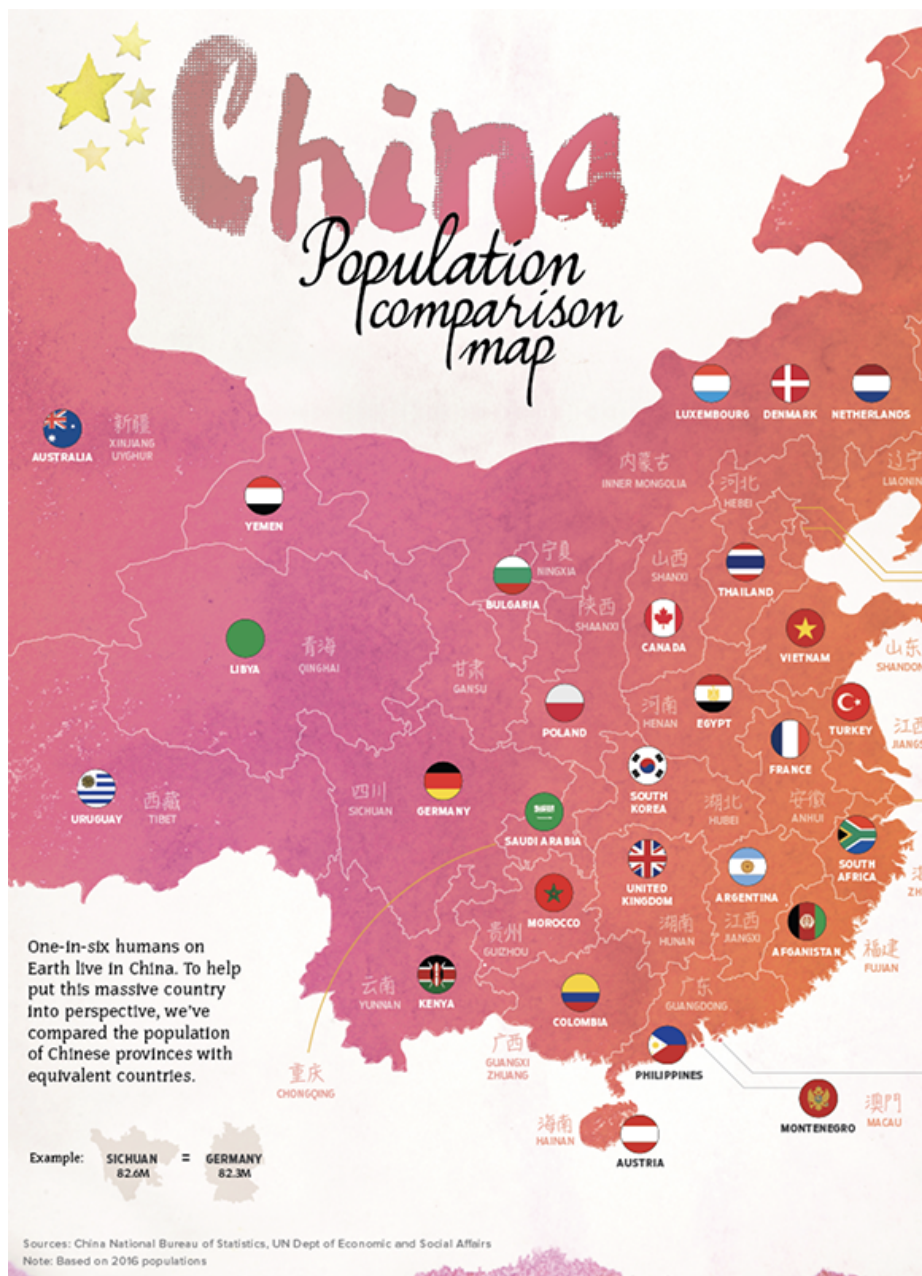 China
Population
comparison
map
LUXEMBOURG
DENMARK
NETHERLANDS
AUSTRALIA
新疆
XINJIANG
UYGHUR
内蒙古
INNER MONGOLIA
河北
HEBEI
辽宁
YEMEN
宁夏
NINGXIA
BULGARIA
山西
SHANXI
THAILAND
陕西
SHAANXI
CANADA
VIETNAM
山东
LIBYA
青海
QINGHAI
甘肃
GANSU
POLAND
河南
HENAN
EGYPT
TURKEY
FRANCE
URUGUAY
西藏
TIBET
四川
SICHUAN
GERMANY
SOUTH
KOREA
湖北
HUBEI
安徽
ANHUI
SAUDI ARABIA
SOUTH
AFRICA
UNITED
KINGDOM
ARGENTINA
MOROCCO
贵州
GUIZHOU
湖南
HUNAN
江西
JIANGXI
AFGANISTAN
福建
FUJIAN
云南
YUNNAN
KENYA
COLOMBIA
广东
GUANGDONG
广西
GUANGXI
ZHUANG
PHILIPPINES
重庆
CHONGQING
MONTENEGRO
澳門
MACAU
海南
HAINAN
AUSTRIA
One-in-six humans on
Earth live in China. To help
put this massive country
into perspective, we've
compared the population
of Chinese provinces with
equivalent countries.
Example: SICHUAN = GERMANY
82.6M 82.3M
Sources: China National Bureau of Statistics, UN Dept of Economic and Social Affairs
Note: Based on 2016 populations